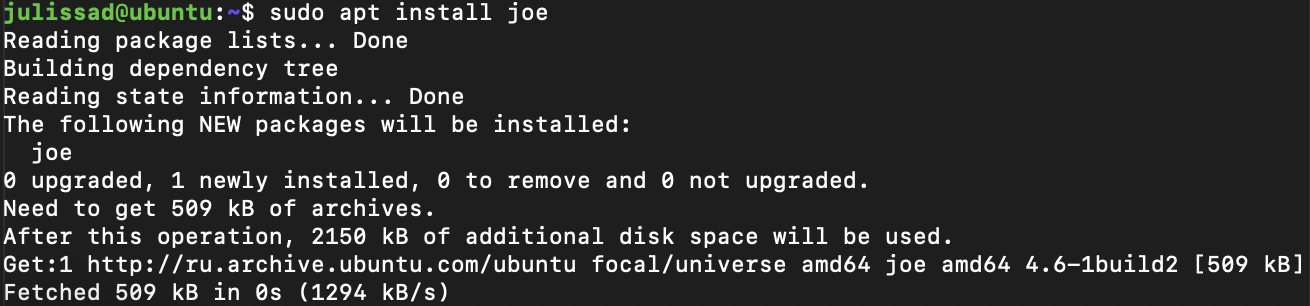 julissad@ubuntu:~$ sudo apt install joe
Reading package lists... Done
Building dependency tree
Reading state information... Done
The following NEW packages will be installed:
  joe
0 upgraded, 1 newly installed, 0 to remove and 0 not upgraded.
Need to get 509 kB of archives.
After this operation, 2150 kB of additional disk space will be used.
Get:1 http://ru.archive.ubuntu.com/ubuntu focal/universe amd64 joe amd64 4.6-1build2 [509 kB]
Fetched 509 kB in 0s (1294 kB/s)